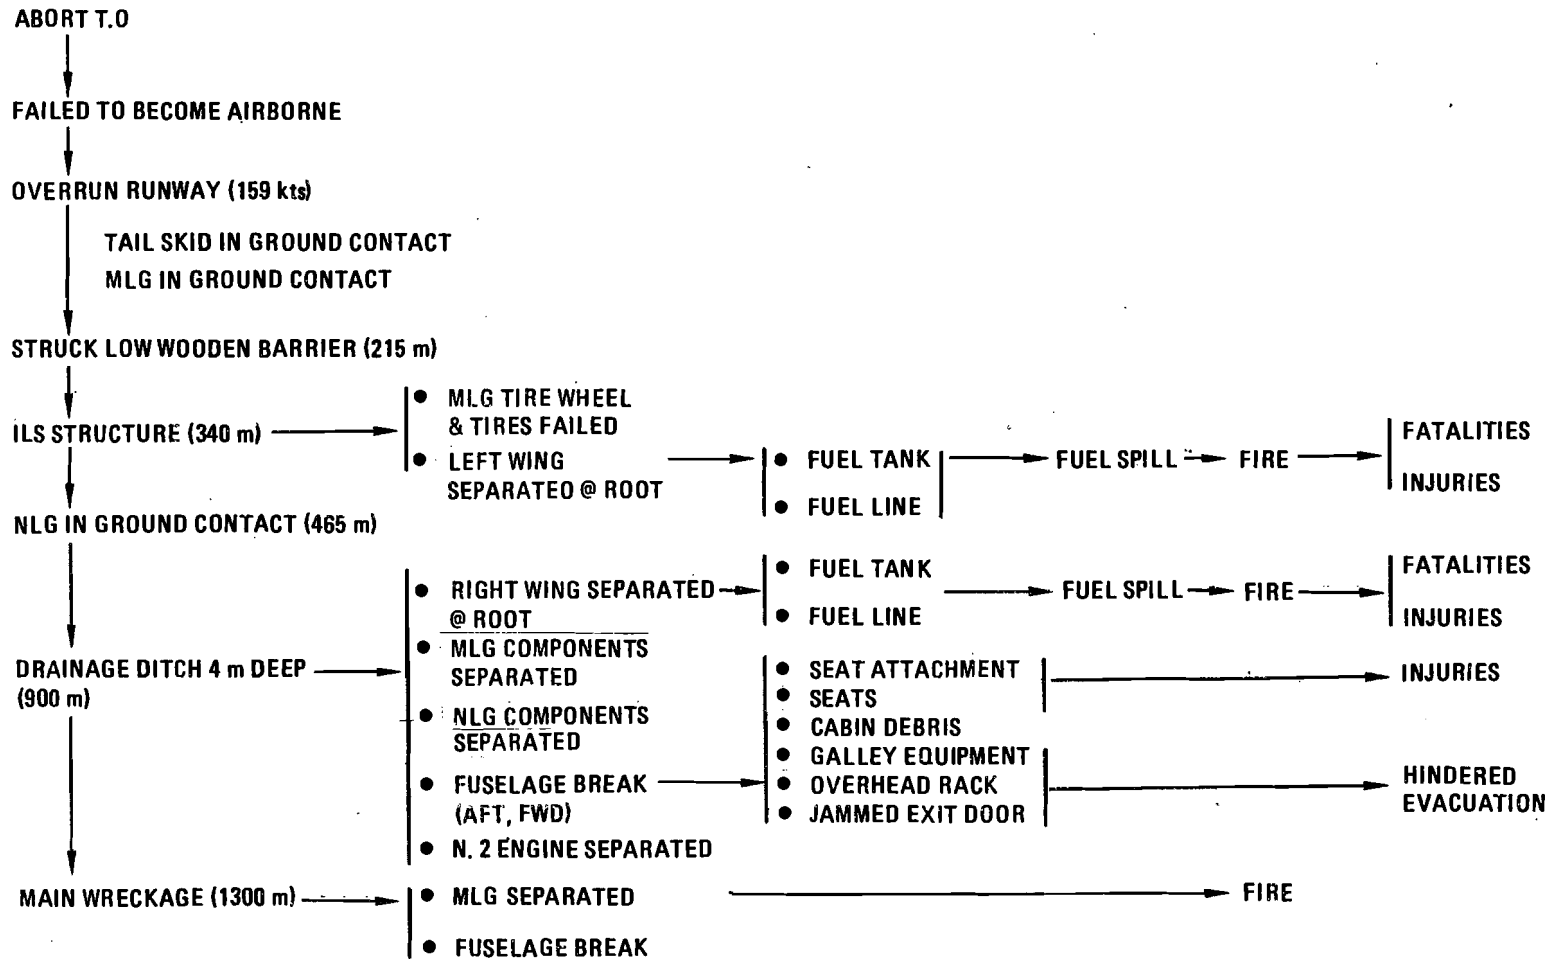 ABORT T.O
FAILED TO BECOME AIRBORNE
OVERRUN RUNWAY (159 kts)
TAIL SKID IN GROUND CONTACT
MLG IN GROUND CONTACT
STRUCK LOW WOODEN BARRIER (215 m)
ILS STRUCTURE (340 m)
● MLG TIRE WHEEL
& TIRES FAILED
● LEFT WING
SEPARATEO @ ROOT
● FUEL TANK
● FUEL LINE
FUEL SPILL
FIRE
FATALITIES
INJURIES
NLG IN GROUND CONTACT (465 m)
DRAINAGE DITCH 4 m DEEP
(900 m)
● RIGHT WING SEPARATED
@ ROOT
● MLG COMPONENTS
SEPARATED
● NLG COMPONENTS
SEPARATED
● FUSELAGE BREAK
(AFT, FWD)
● N. 2 ENGINE SEPARATED
● FUEL TANK
● FUEL LINE
FUEL SPILL
FIRE
FATALITIES
INJURIES
● SEAT ATTACHMENT
● SEATS
● CABIN DEBRIS
● GALLEY EQUIPMENT
● OVERHEAD RACK
● JAMMED EXIT DOOR
INJURIES
HINDERED
EVACUATION
MAIN WRECKAGE (1300 m)
● MLG SEPARATED
● FUSELAGE BREAK
FIRE